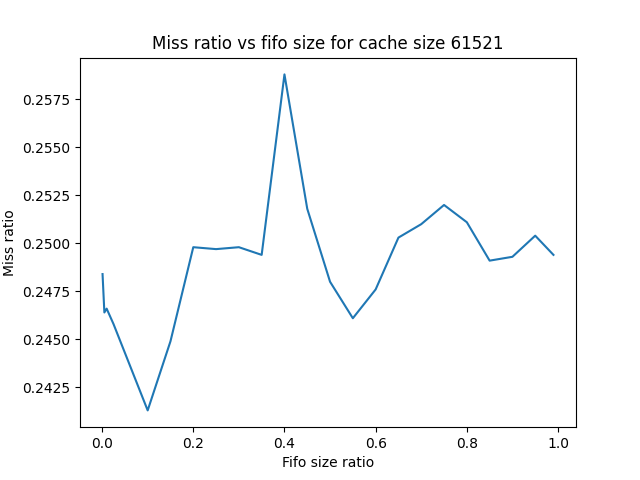 Miss ratio vs fifo size for cache size 61521
Miss ratio
0.2575
0.2550
0.2525
0.2500
0.2475
0.2450
0.2425
0.0 0.2 0.4 0.6 0.8 1.0
Fifo size ratio